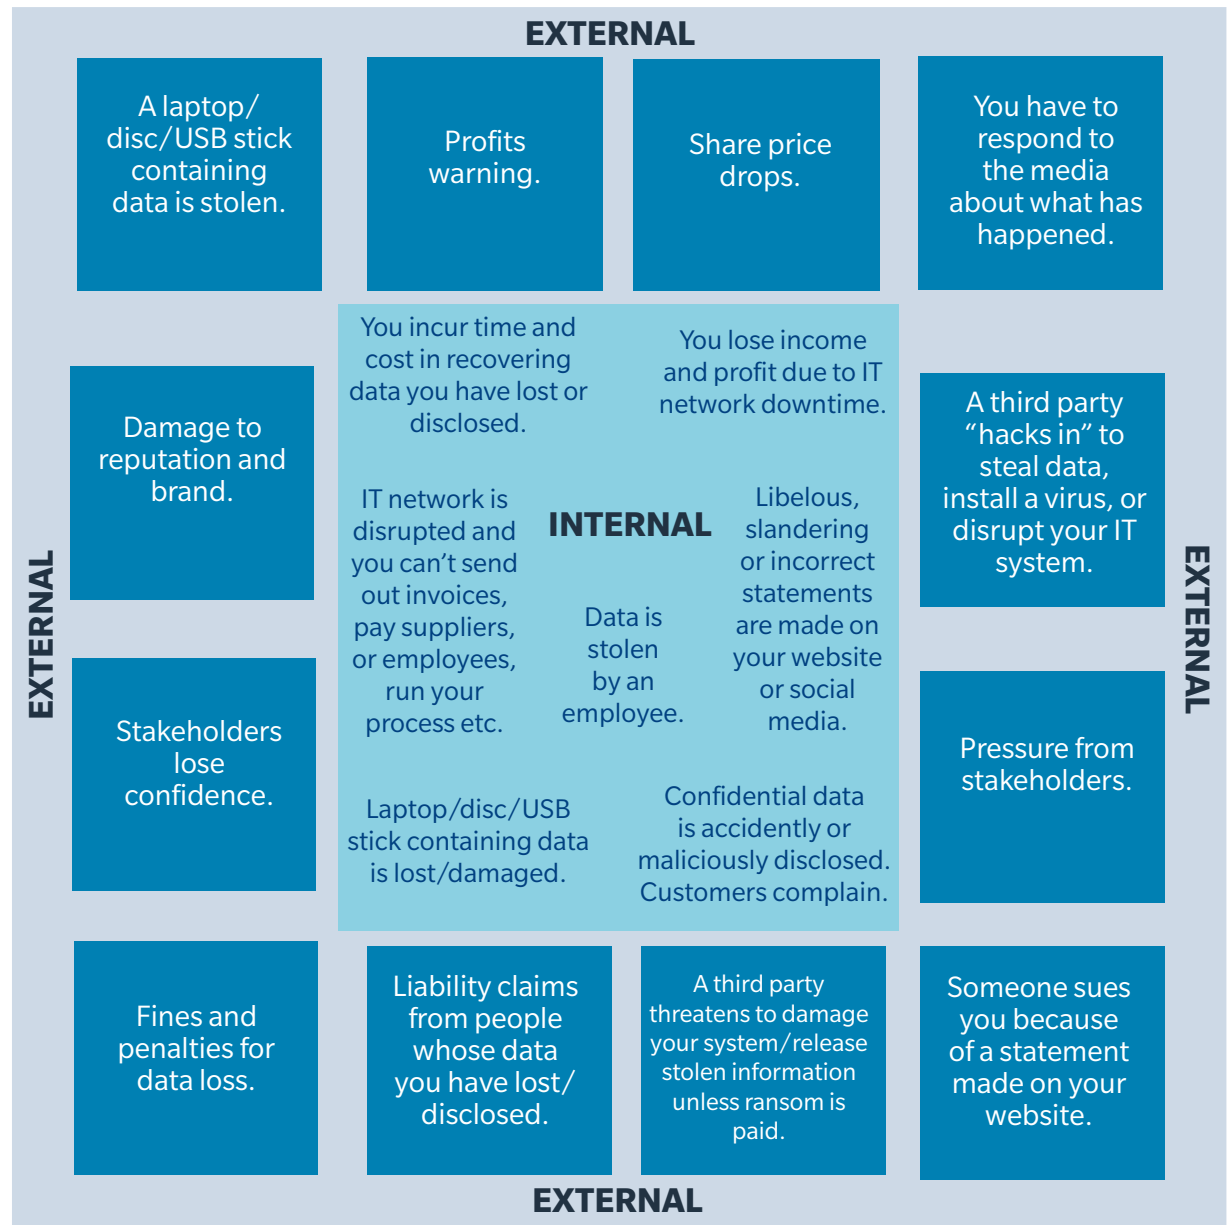 EXTERNAL
A laptop/
disc/USB stick
containing
data is stolen.
Profits
warning.
Share price
drops.
You have to
respond to
the media
about what has
happened.
Damage to
reputation and
brand.
You incur time and
cost in recovering
data you have lost or
disclosed.
You lose income
and profit due to IT
network downtime.
A third party
“hacks in” to
steal data,
install a virus, or
disrupt your IT
system.
EXTERNAL
IT network is
disrupted and
you can’t send
out invoices,
pay suppliers,
or employees,
run your
process etc.
INTERNAL
Data is
stolen
by an
employee.
Libelous,
slandering
or incorrect
statements
are made on
your website
or social
media.
EXTERNAL
Stakeholders
lose
confidence.
Laptop/disc/USB
stick containing data
is lost/damaged.
Confidential data
is accidently or
maliciously disclosed.
Customers complain.
Pressure from
stakeholders.
Fines and
penalties for
data loss.
Liability claims
from people
whose data
you have lost/
disclosed.
A third party
threatens to damage
your system/release
stolen information
unless ransom is
paid.
Someone sues
you because
of a statement
made on your
website.
EXTERNAL